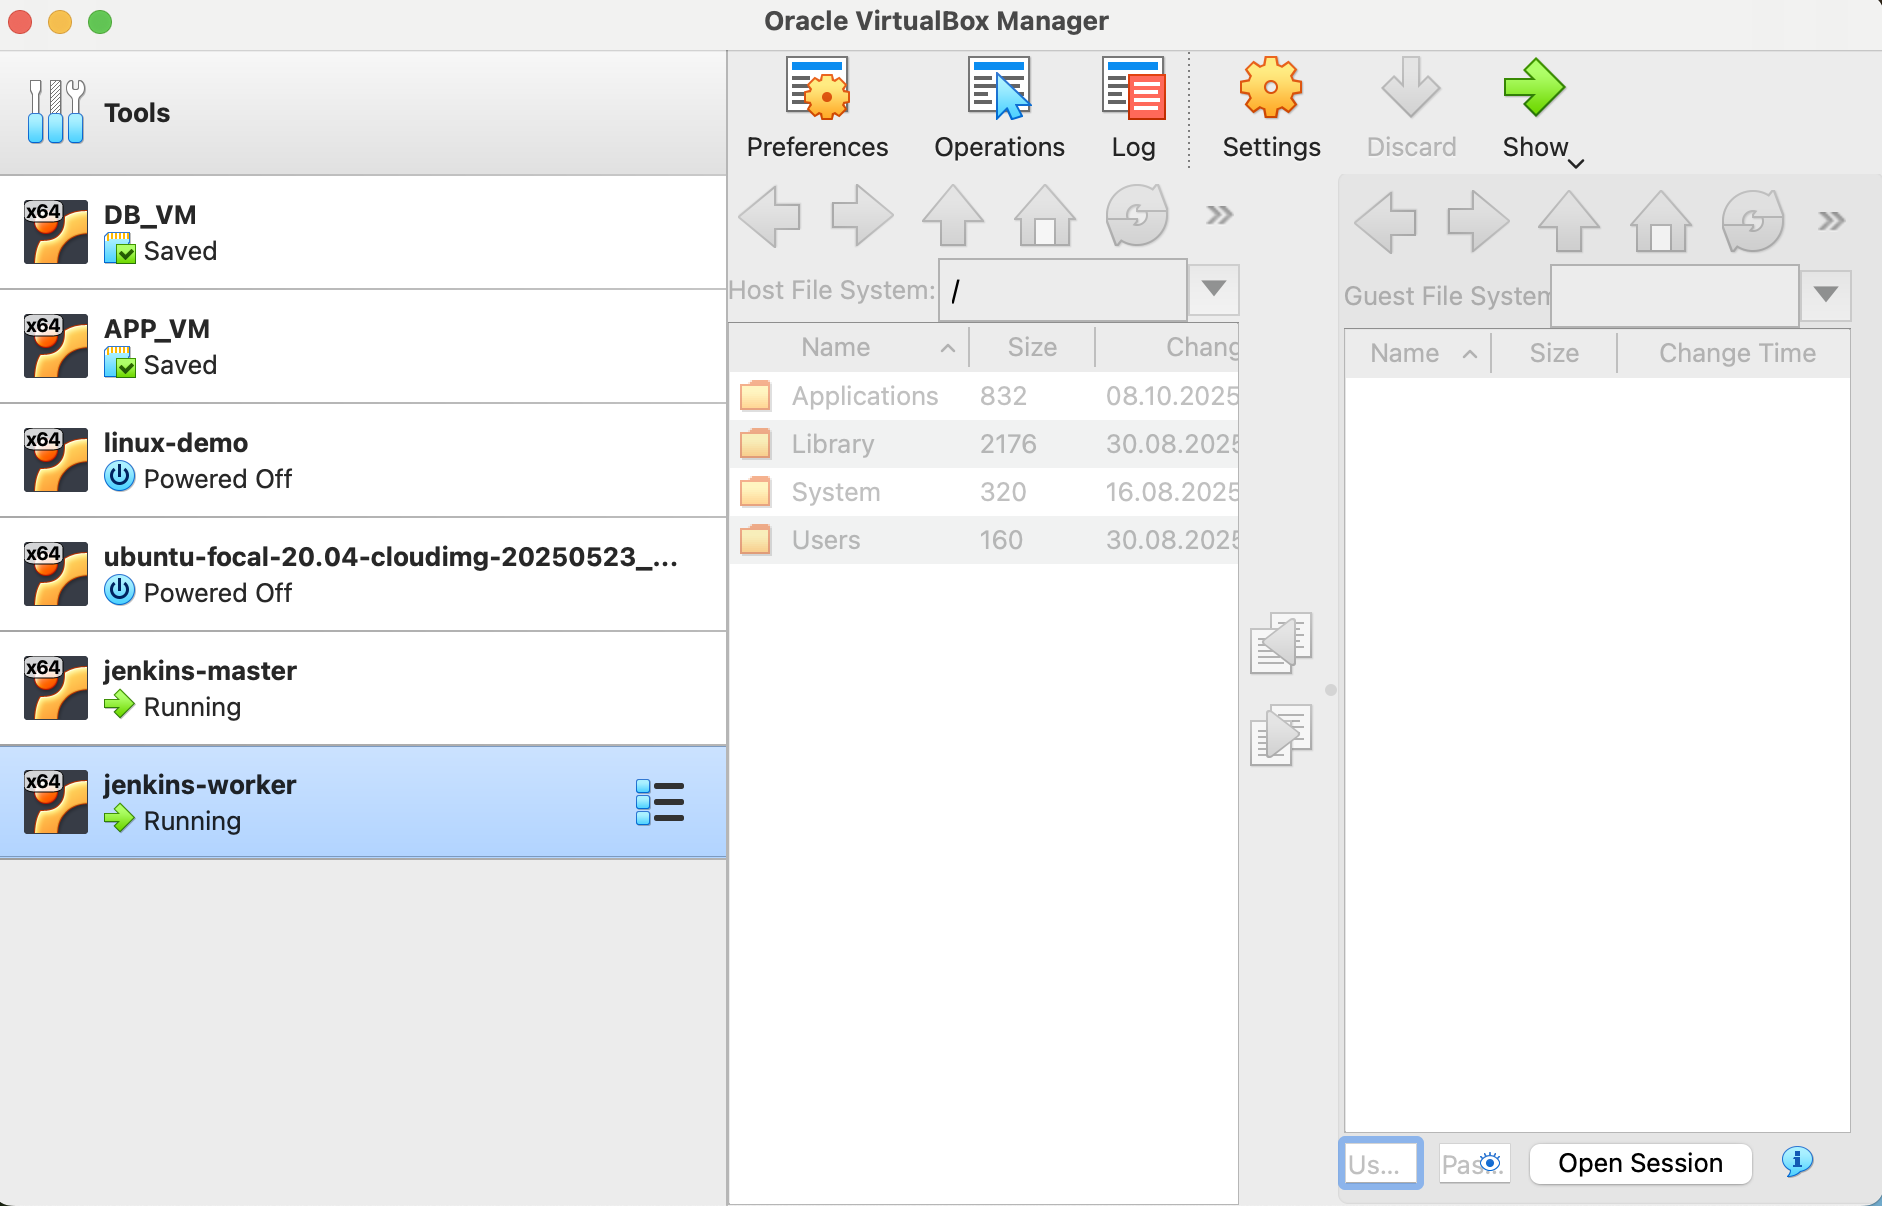 Oracle VirtualBox Manager
Tools
Preferences
Operations
Log
Settings
Discard
Show
x64
DB_VM
Saved
x64
APP_VM
Saved
x64
linux-demo
Powered Off
x64
ubuntu-focal-20.04-cloudimg-20250523_...
Powered Off
x64
jenkins-master
Running
x64
jenkins-worker
Running
Host File System: /
Name Size Chang
Applications 832 08.10.2025
Library 2176 30.08.2025
System 320 16.08.2025
Users 160 30.08.2025
Guest File System
Name Size Change Time
Us... Pas... Open Session